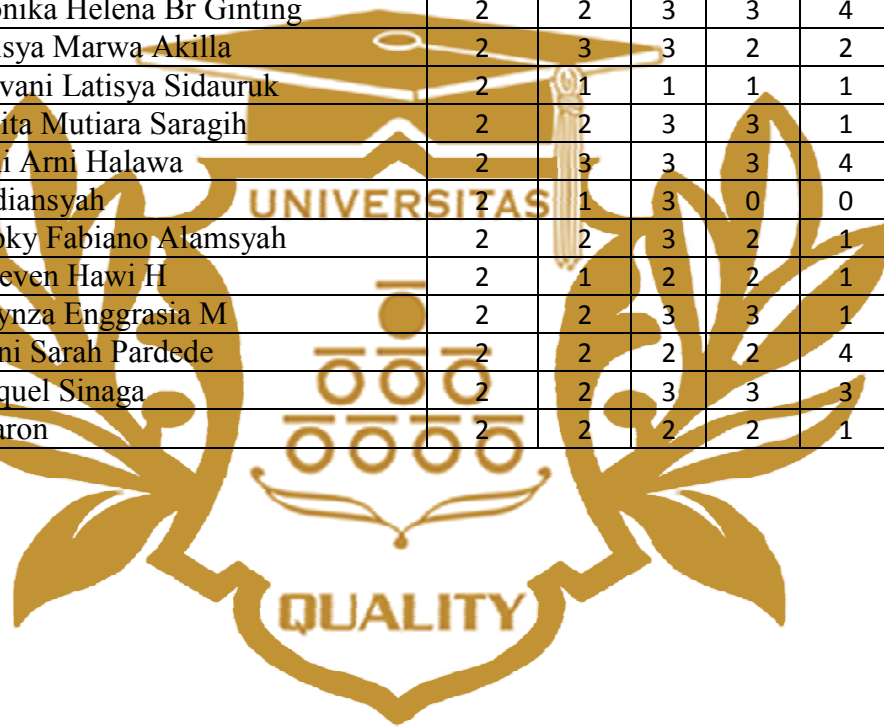 onika Helena Br Ginting 2 2 3 3 4
isya Marwa Akilla 2 3 3 2 2
vani Latisya Sidauruk 2 1 1 1 1
ita Mutiara Saragih 2 2 3 3 1
i Arni Halawa 2 3 3 3 4
diansyah 2 1 3 0 0
UNIVERSITAS
oky Fabiano Alamsyah 2 2 3 2 1
even Hawi H 2 1 2 2 1
ynza Enggrasia M 2 2 3 3 1
ni Sarah Pardede 2 2 2 2 4
quel Sinaga 2 2 3 3 3
aron 2 2 2 2 1
QUALITY